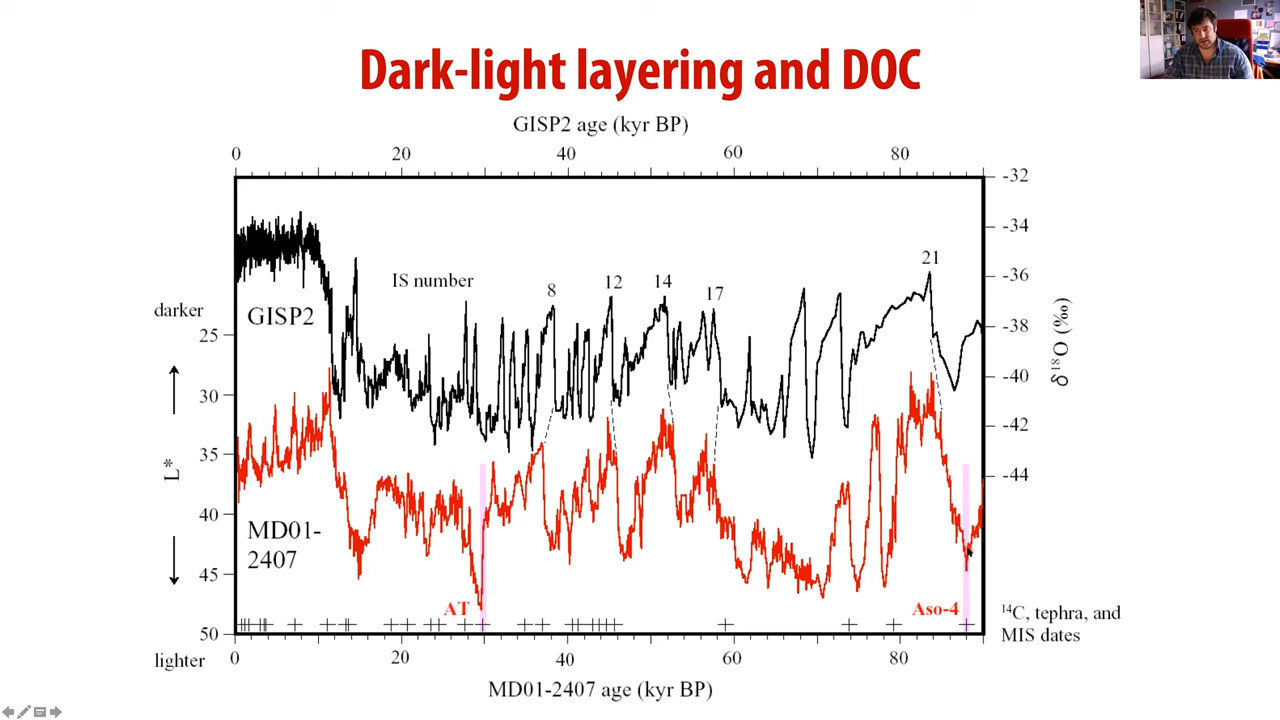 Dark-light layering and DOC
GISP2 age (kyr BP)
0 20 40 60 80
-32
-34
-36
-38
-40
-42
-44
δ¹⁸O (‰)
IS number
8 12 14 17 21
GISP2
darker
25
30
35
40
45
50
L*
lighter
MD01-
2407
AT
Aso-4
¹⁴C, tephra, and
MIS dates
0 20 40 60 80
MD01-2407 age (kyr BP)